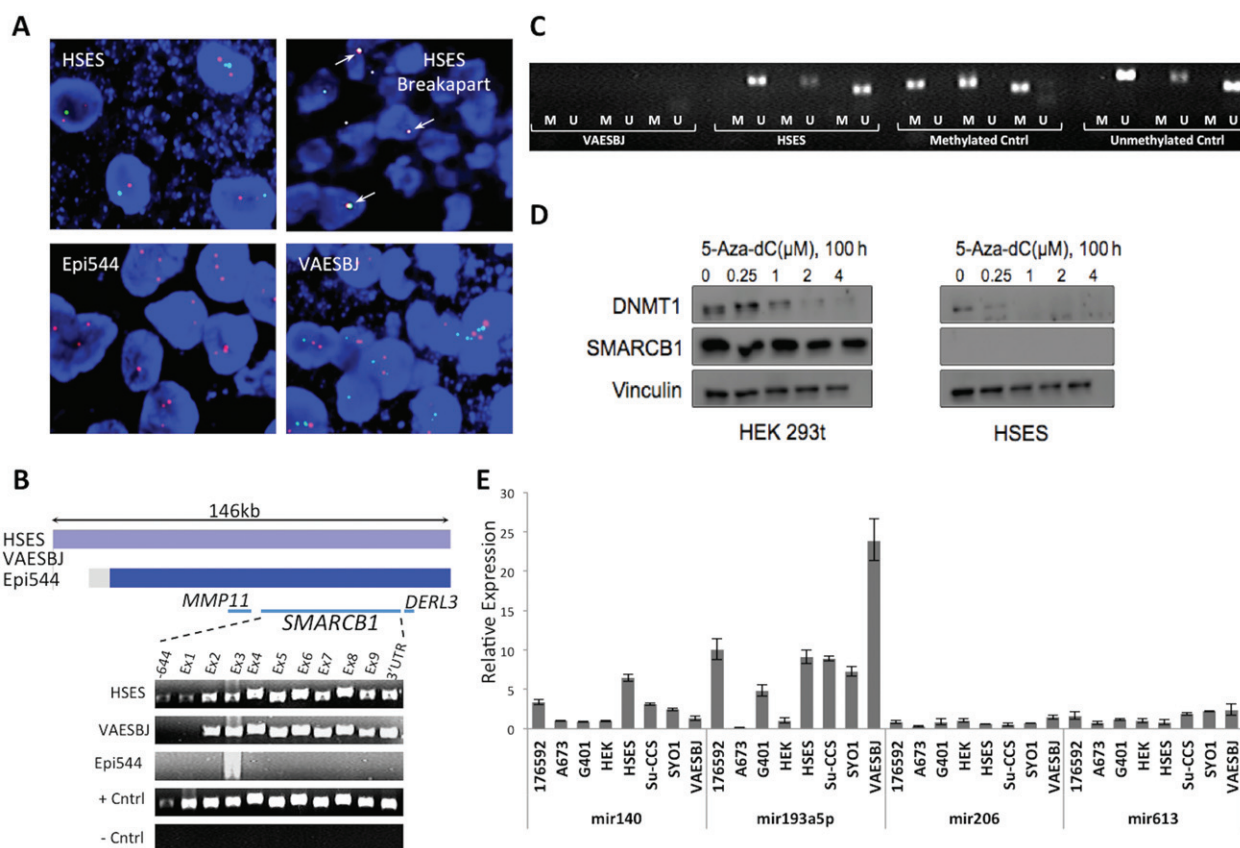 A
HSES
HSES
Breakapart
Epi544
VAESBJ
B
146kb
HSES
VAESBJ
Epi544
MMP11
DERL3
SMARCB1
-644 Ex1 Ex2 Ex3 Ex4 Ex5 Ex6 Ex7 Ex8 Ex9 3'UTR
HSES
VAESBJ
Epi544
+ Cntrl
- Cntrl
C
M U M U M U M U M U M U M U M U M U M U M U M U
VAESBJ HSES Methylated Cntrl Unmethylated Cntrl
D
5-Aza-dC(µM), 100 h 5-Aza-dC(µM), 100 h
0 0.25 1 2 4 0 0.25 1 2 4
DNMT1
SMARCB1
Vinculin
HEK 293t HSES
E
Relative Expression
30
25
20
15
10
5
0
176592 A673 G401 HEK HSES Su-CCS SYO1 VAESBJ 176592 A673 G401 HEK HSES Su-CCS SYO1 VAESBJ 176592 A673 G401 HEK HSES Su-CCS SYO1 VAESBJ 176592 A673 G401 HEK HSES Su-CCS SYO1 VAESBJ
mir140 mir193a5p mir206 mir613